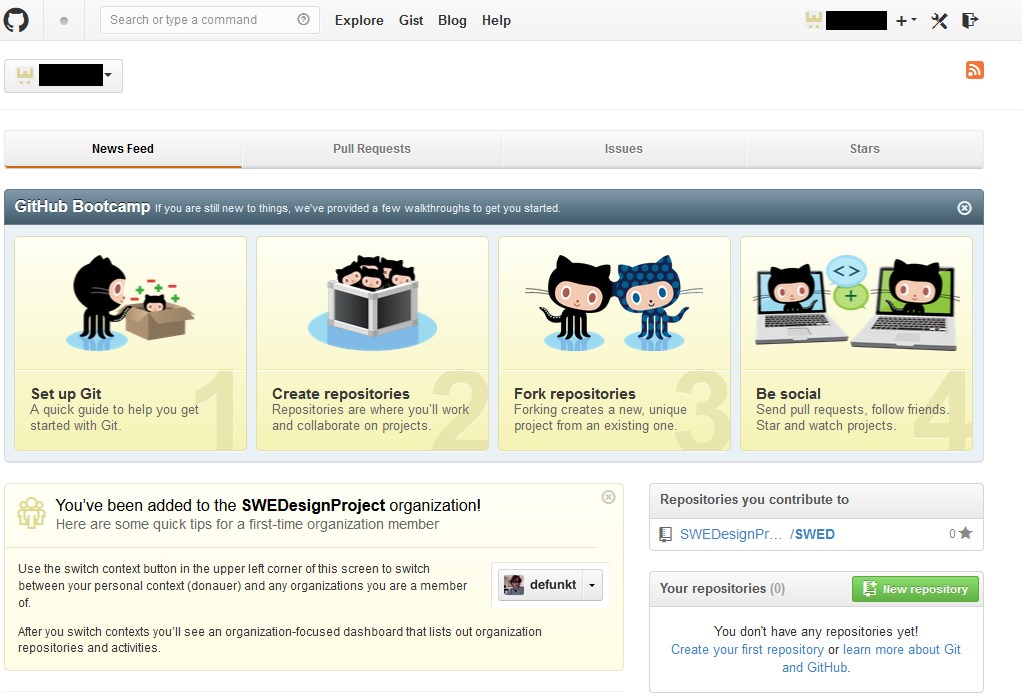 Search or type a command
Explore Gist Blog Help
News Feed Pull Requests Issues Stars
GitHub Bootcamp If you are still new to things, we've provided a few walkthroughs to get you started.
1
Set up Git
A quick guide to help you get
started with Git.
2
Create repositories
Repositories are where you'll work
and collaborate on projects.
3
Fork repositories
Forking creates a new, unique
project from an existing one.
4
Be social
Send pull requests, follow friends.
Star and watch projects.
You've been added to the SWEDesignProject organization!
Here are some quick tips for a first-time organization member
Use the switch context button in the upper left corner of this screen to switch
between your personal context (donauer) and any organizations you are a member
of.
defunkt
After you switch contexts you'll see an organization-focused dashboard that lists out organization
repositories and activities.
Repositories you contribute to
SWEDesignPr… /SWED 0
Your repositories (0) New repository
You don't have any repositories yet!
Create your first repository or learn more about Git
and GitHub.